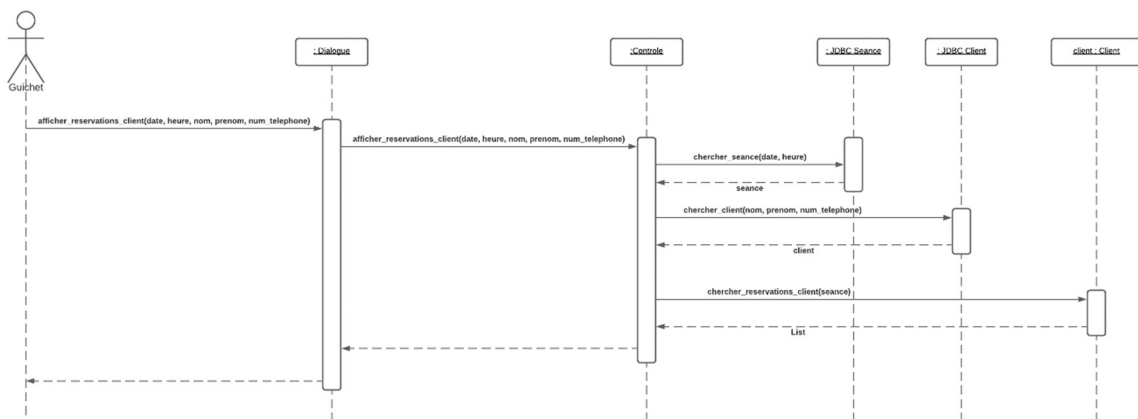 : Dialogue
:Controle
: JDBC Seance
: JDBC Client
client : Client
Guichet
afficher_reservations_client(date, heure, nom, prenom, num_telephone)
afficher_reservations_client(date, heure, nom, prenom, num_telephone)
chercher_seance(date, heure)
seance
chercher_client(nom, prenom, num_telephone)
client
chercher_reservations_client(seance)
List